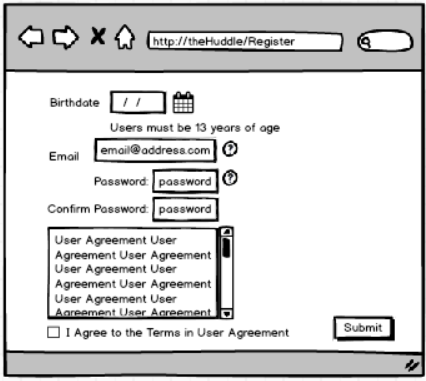 http://theHuddle/Register
Birthdate / /
Users must be 13 years of age
Email email@address.com ?
Password: password ?
Confirm Password: password
User Agreement User
Agreement User Agreement
User Agreement User
Agreement User Agreement
User Agreement User
Agreement User Agreement
I Agree to the Terms in User Agreement
Submit